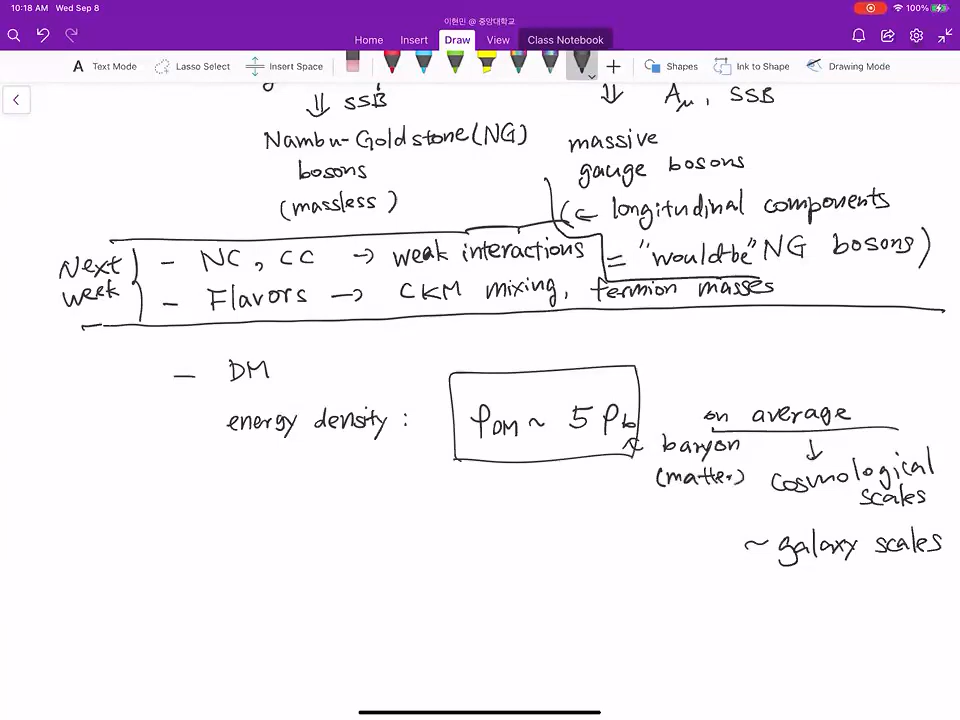 10:18 AM Wed Sep 8
100%
이현민 @ 중앙대학교
Home Insert Draw View Class Notebook
Text Mode Lasso Select Insert Space Shapes Ink to Shape Drawing Mode
⇓ SSB
⇓ Aμ, SSB
Nambu-Goldstone(NG)
bosons
(massless)
massive
gauge bosons
(← longitudinal components
= "would be" NG bosons)
Next week
- NC, CC → weak interactions
- Flavors → CKM mixing, fermion masses
- DM
energy density : ρDM ~ 5 ρb
on average
baryon
(matter)
↓
cosmological
scales
~ galaxy scales